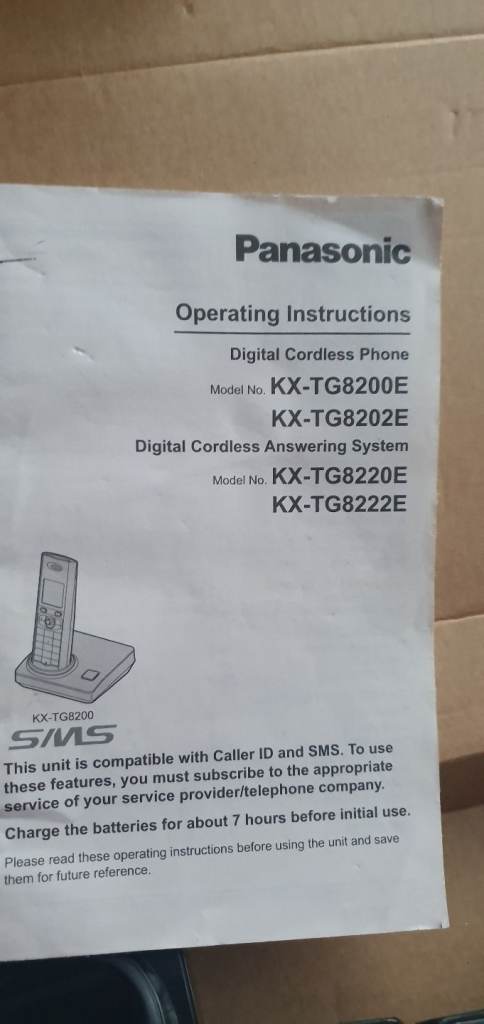 Panasonic
Operating Instructions
Digital Cordless Phone
Model No. KX-TG8200E
KX-TG8202E
Digital Cordless Answering System
Model No. KX-TG8220E
KX-TG8222E
KX-TG8200
SMS
This unit is compatible with Caller ID and SMS. To use
these features, you must subscribe to the appropriate
service of your service provider/telephone company.
Charge the batteries for about 7 hours before initial use.
Please read these operating instructions before using the unit and save
them for future reference.